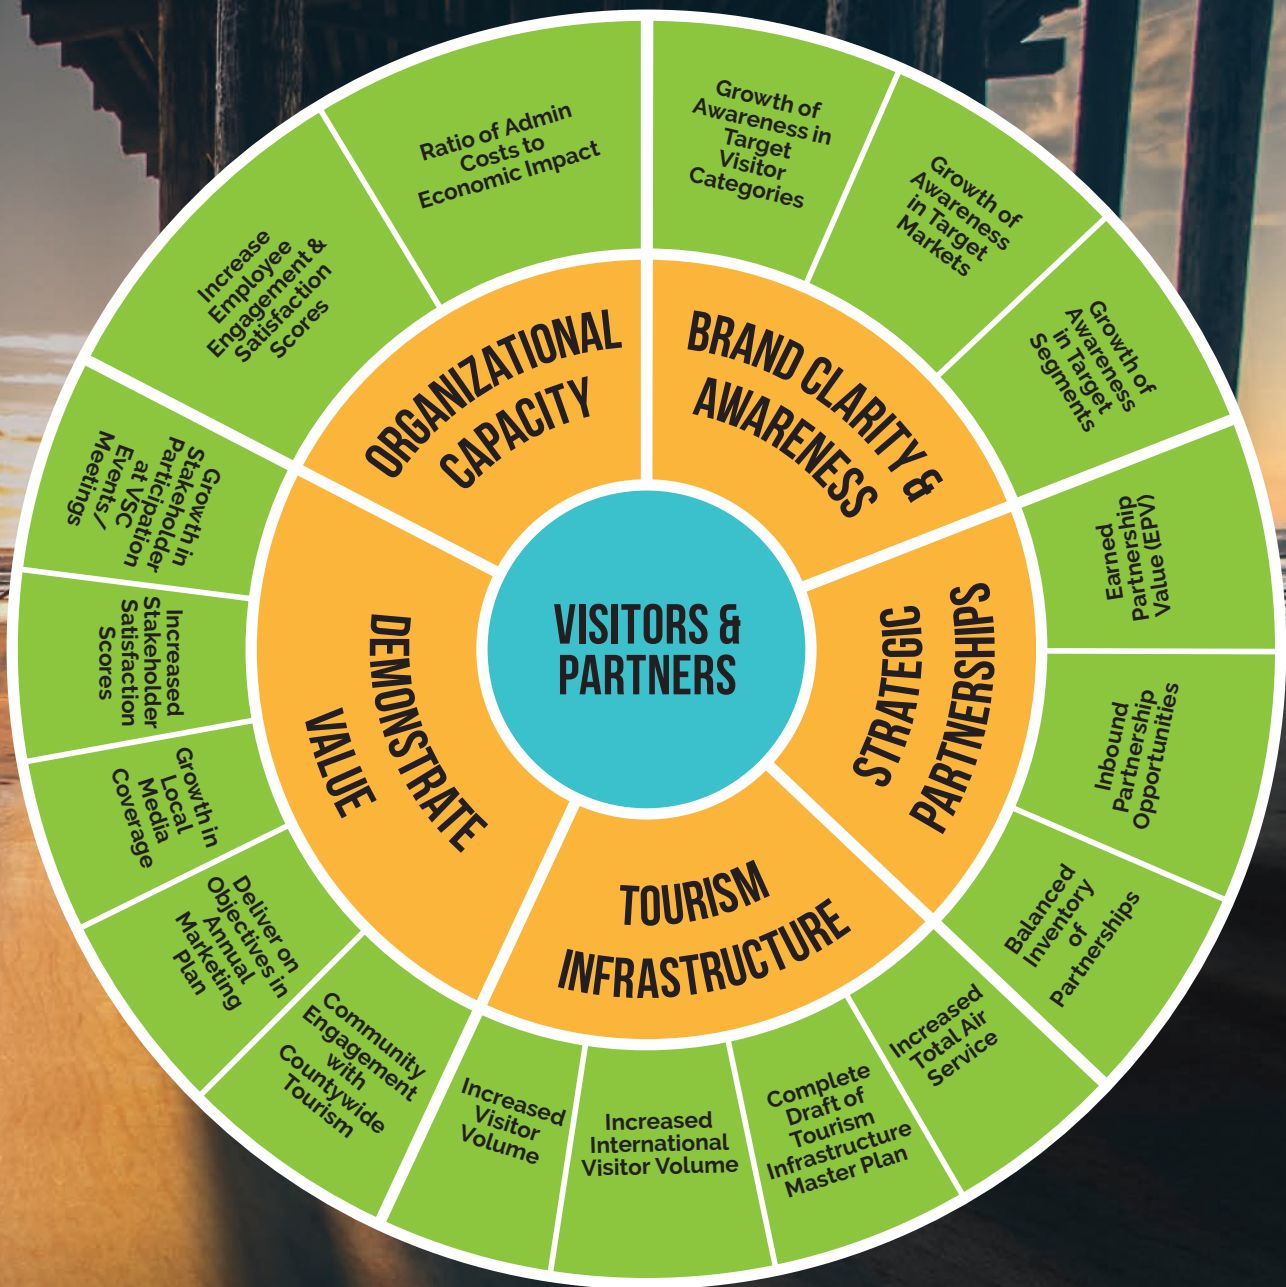 VISITORS &
PARTNERS
BRAND CLARITY &
AWARENESS
Growth of
Awareness in
Target
Visitor
Categories
Growth of
Awareness
in Target
Markets
Growth of
Awareness
in Target
Segments
STRATEGIC
PARTNERSHIPS
Earned
Partnership
Value (EPV)
Inbound
Partnership
Opportunities
Balanced
Inventory
of
Partnerships
TOURISM
INFRASTRUCTURE
Increased
Total Air
Service
Complete
Draft of
Tourism
Infrastructure
Master Plan
Increased
International
Visitor Volume
Increased
Visitor
Volume
DEMONSTRATE
VALUE
Community
Engagement
with
Countywide
Tourism
Deliver on
Objectives in
Annual
Marketing
Plan
Growth in
Local
Media
Coverage
Increased
Stakeholder
Satisfaction
Scores
Growth in
Stakeholder
Participation
at VSC
Events/
Meetings
ORGANIZATIONAL
CAPACITY
Increase
Employee
Engagement &
Satisfaction
Scores
Ratio of Admin
Costs to
Economic Impact